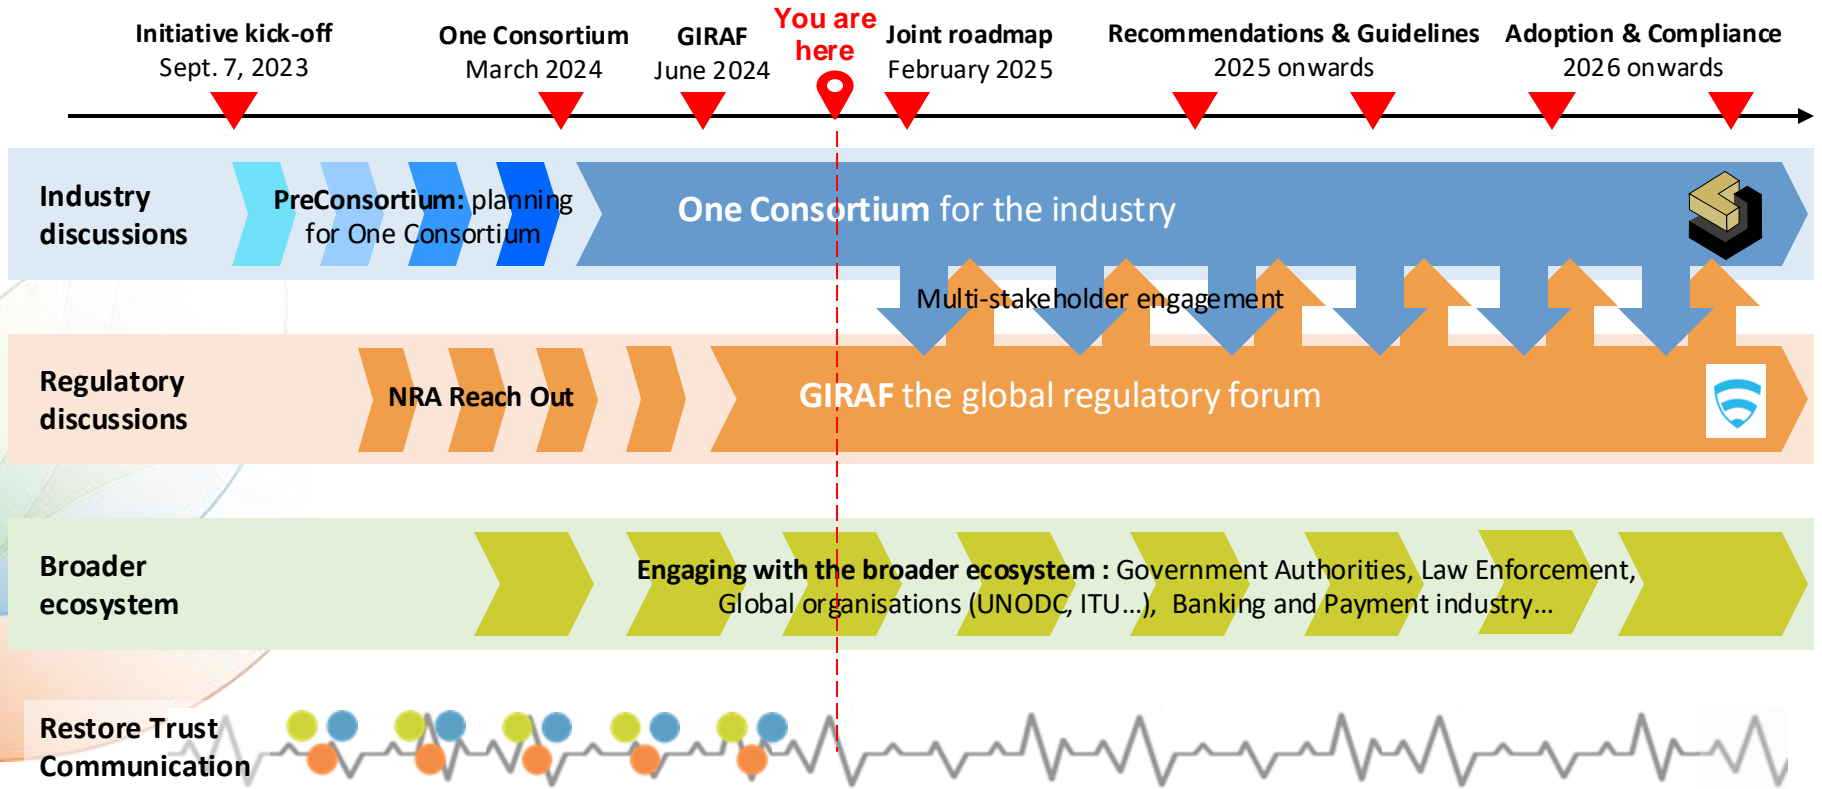 Initiative kick-off
Sept. 7, 2023
One Consortium
March 2024
GIRAF
June 2024
You are
here
Joint roadmap
February 2025
Recommendations & Guidelines
2025 onwards
Adoption & Compliance
2026 onwards
Industry
discussions
PreConsortium: planning
for One Consortium
One Consortium for the industry
Multi-stakeholder engagement
Regulatory
discussions
NRA Reach Out
GIRAF the global regulatory forum
Broader
ecosystem
Engaging with the broader ecosystem : Government Authorities, Law Enforcement,
Global organisations (UNODC, ITU…), Banking and Payment industry…
Restore Trust
Communication